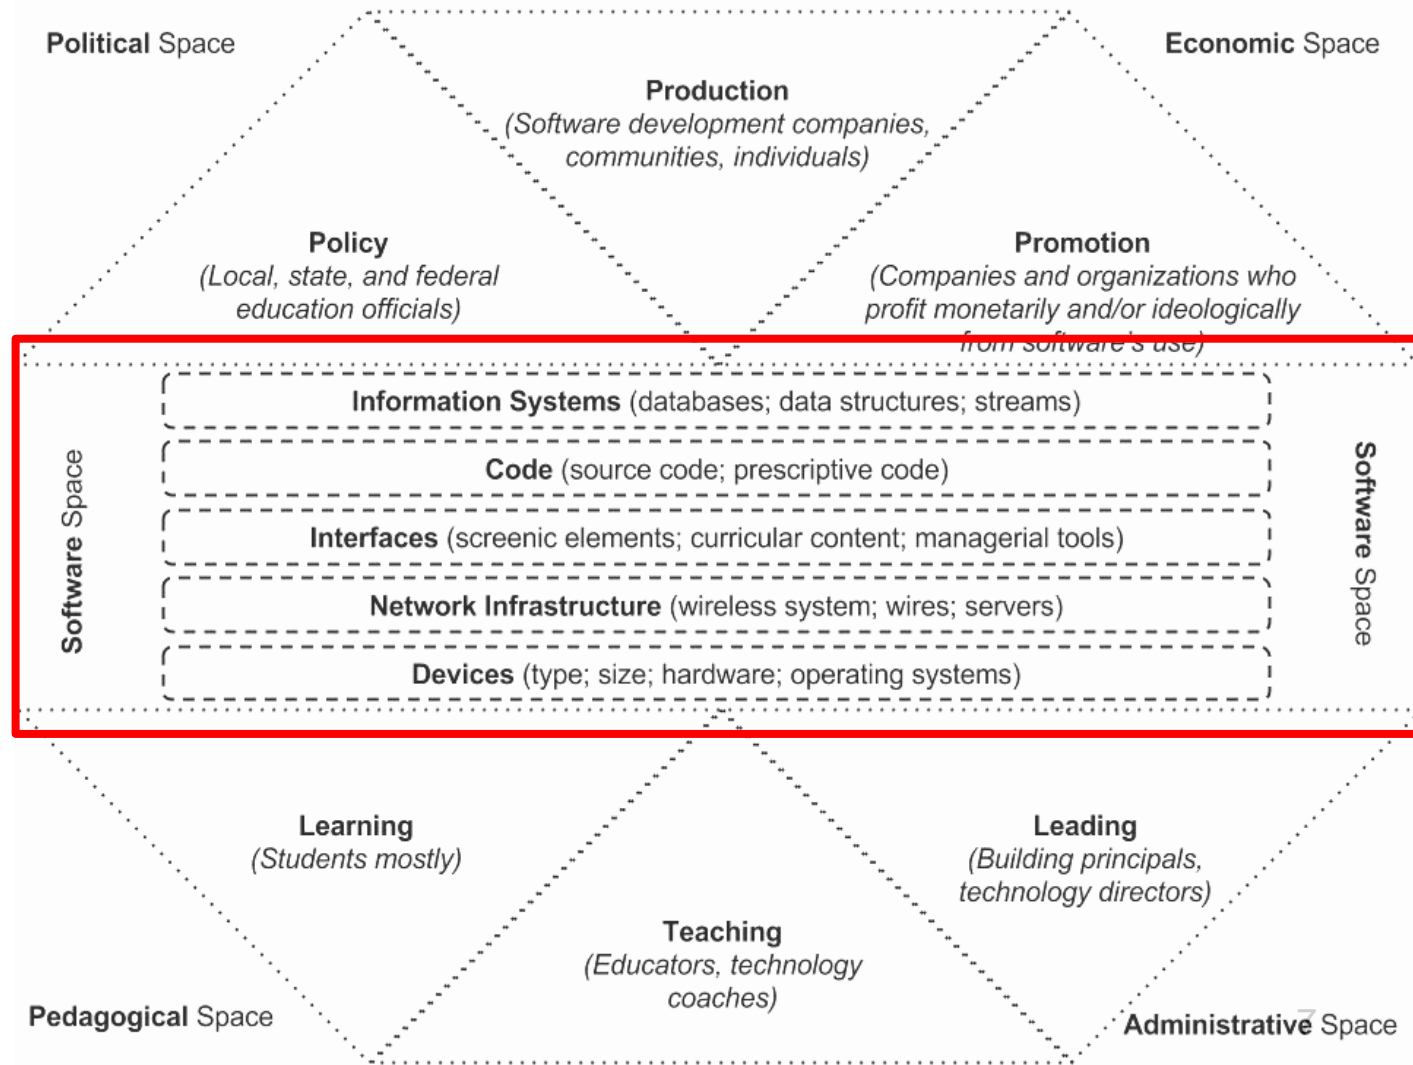 Political Space
Economic Space
Production
(Software development companies,
communities, individuals)
Policy
(Local, state, and federal
education officials)
Promotion
(Companies and organizations who
profit monetarily and/or ideologically
from software's use)
Software Space
Information Systems (databases; data structures; streams)
Code (source code; prescriptive code)
Interfaces (screenic elements; curricular content; managerial tools)
Network Infrastructure (wireless system; wires; servers)
Devices (type; size; hardware; operating systems)
Software Space
Learning
(Students mostly)
Leading
(Building principals,
technology directors)
Teaching
(Educators, technology
coaches)
Pedagogical Space
Administrative Space
7